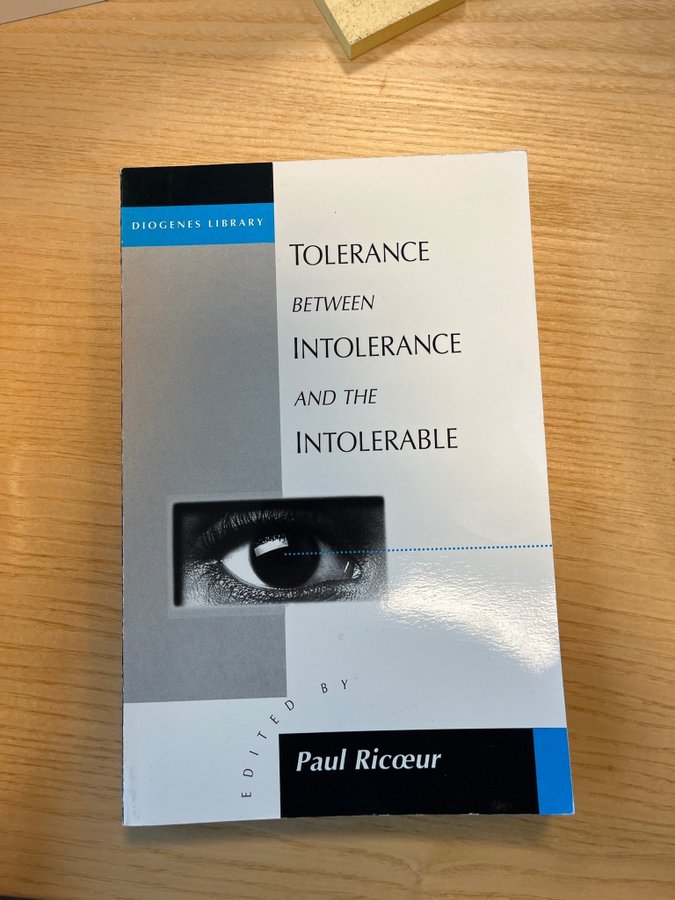 DIOGENES LIBRARY
TOLERANCE
BETWEEN
INTOLERANCE
AND THE
INTOLERABLE
EDITED BY
Paul Ricœur